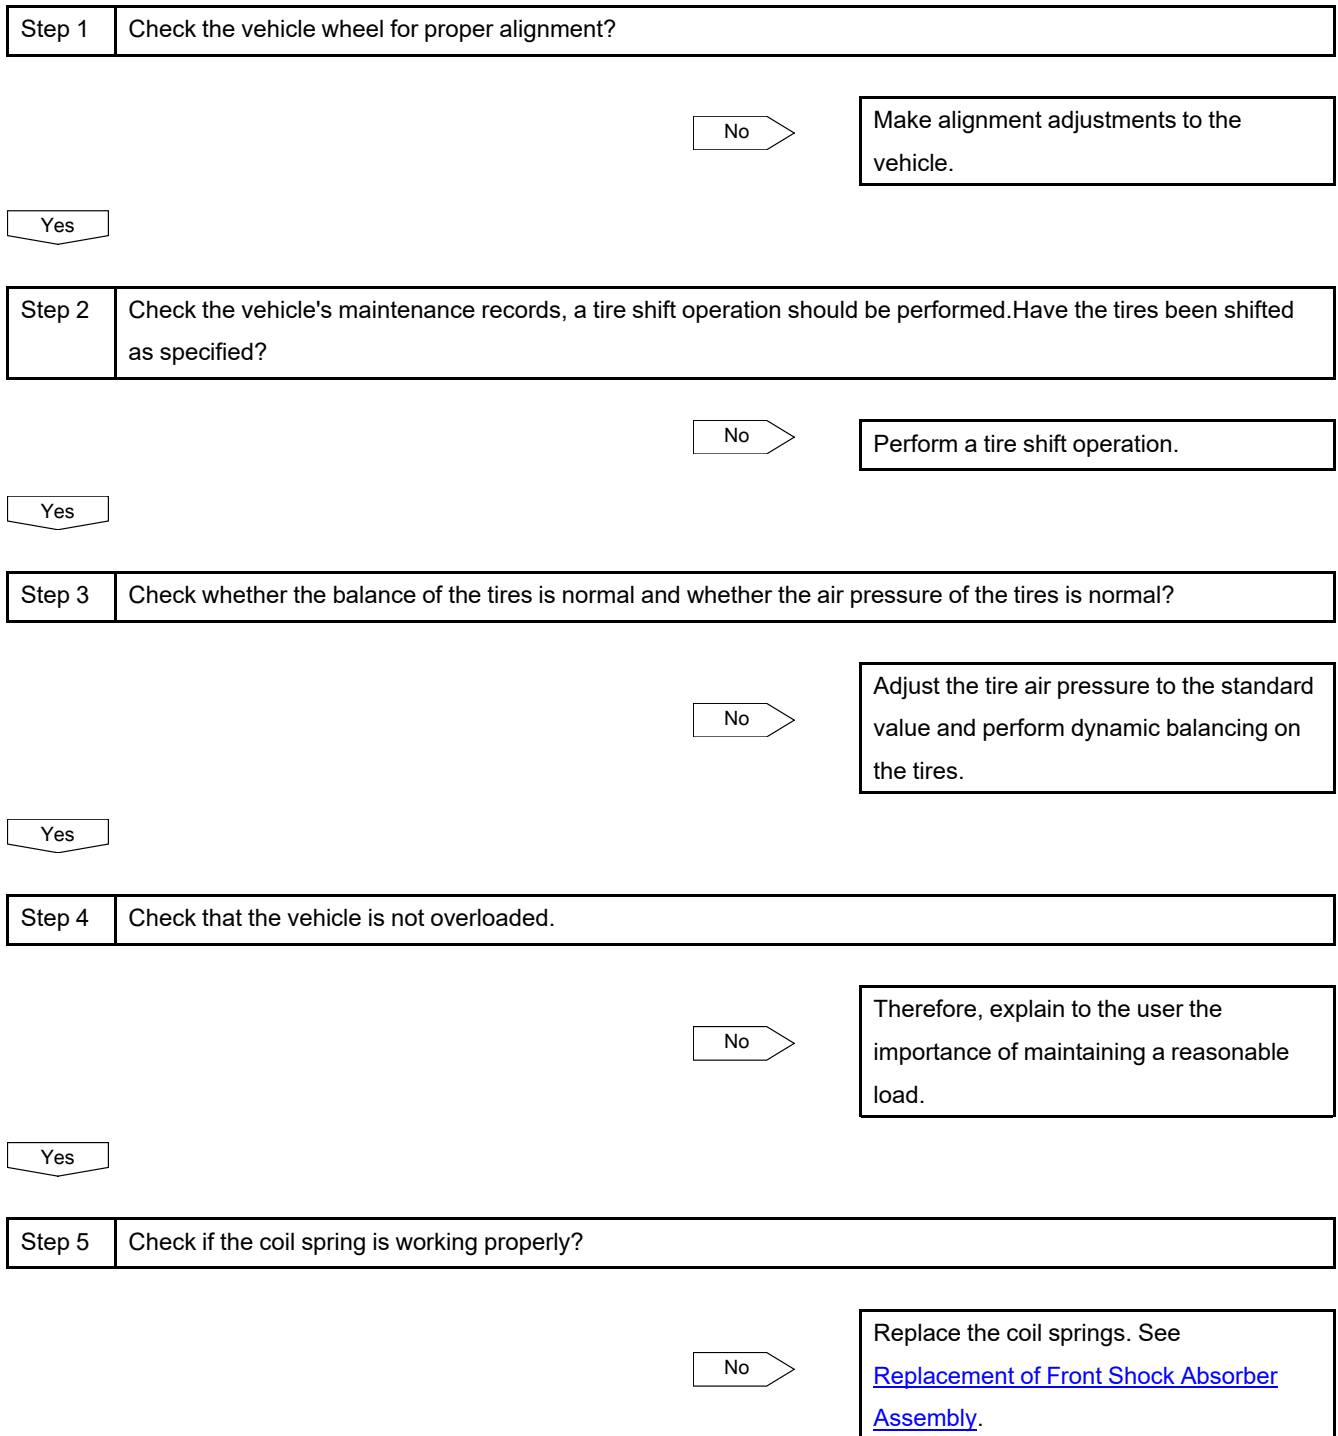 Step 1 Check the vehicle wheel for proper alignment?
No Make alignment adjustments to the
vehicle.
Yes
Step 2 Check the vehicle's maintenance records, a tire shift operation should be performed.Have the tires been shifted
as specified?
No Perform a tire shift operation.
Yes
Step 3 Check whether the balance of the tires is normal and whether the air pressure of the tires is normal?
Adjust the tire air pressure to the standard
No value and perform dynamic balancing on
the tires.
Yes
Step 4 Check that the vehicle is not overloaded.
Therefore, explain to the user the
No importance of maintaining a reasonable
load.
Yes
Step 5 Check if the coil spring is working properly?
Replace the coil springs. See
No Replacement of Front Shock Absorber
Assembly.